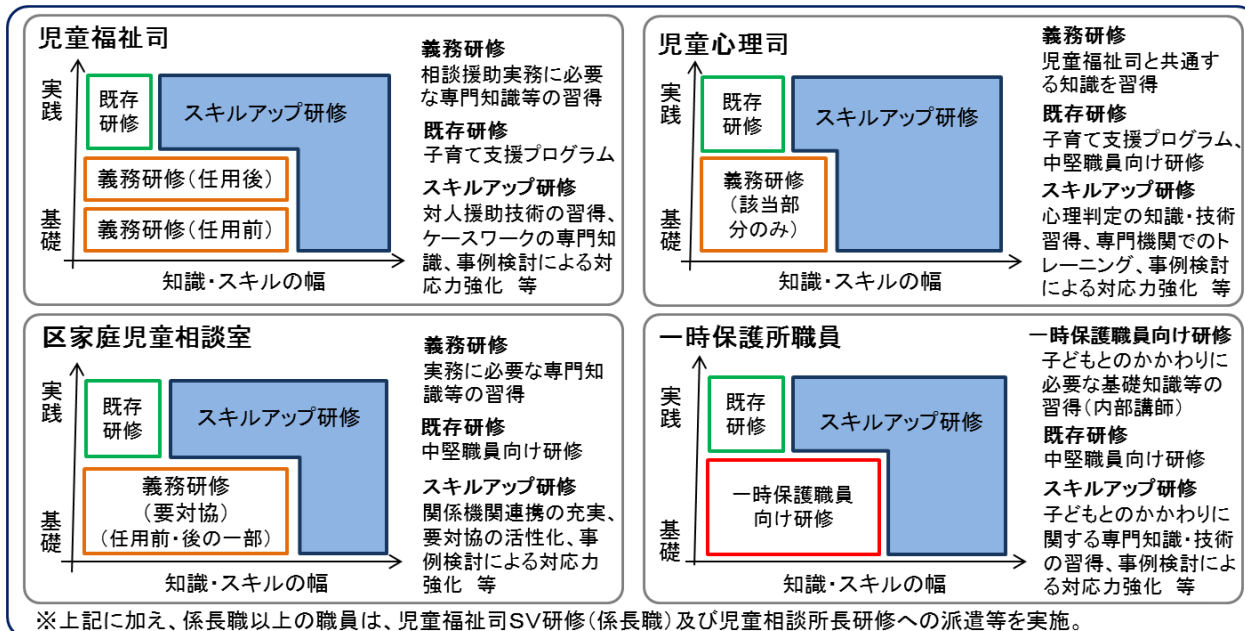 児童福祉司
実践
基礎
既存
研修
スキルアップ研修
義務研修(任用後)
義務研修(任用前)
知識・スキルの幅
義務研修
相談援助実務に必要
な専門知識等の習得
既存研修
子育て支援プログラム
スキルアップ研修
対人援助技術の習得、
ケースワークの専門知
識、事例検討による対
応力強化 等
児童心理司
実践
基礎
既存
研修
スキルアップ研修
義務研修
(該当部
分のみ)
知識・スキルの幅
義務研修
児童福祉司と共通す
る知識を習得
既存研修
子育て支援プログラム、
中堅職員向け研修
スキルアップ研修
心理判定の知識・技術
習得、専門機関でのト
レーニング、事例検討
による対応力強化 等
区家庭児童相談室
実践
基礎
既存
研修
スキルアップ研修
義務研修
(要対協)
(任用前・後の一部)
知識・スキルの幅
義務研修
実務に必要な専門知
識等の習得
既存研修
中堅職員向け研修
スキルアップ研修
関係機関連携の充実、
要対協の活性化、事
例検討による対応力
強化 等
一時保護所職員
実践
基礎
既存
研修
スキルアップ研修
一時保護職員
向け研修
知識・スキルの幅
一時保護職員向け研修
子どもとのかかわりに
必要な基礎知識等の
習得(内部講師)
既存研修
中堅職員向け研修
スキルアップ研修
子どもとのかかわりに
関する専門知識・技術
の習得、事例検討によ
る対応力強化 等
※上記に加え、係長職以上の職員は、児童福祉司SV研修(係長職)及び児童相談所長研修への派遣等を実施。